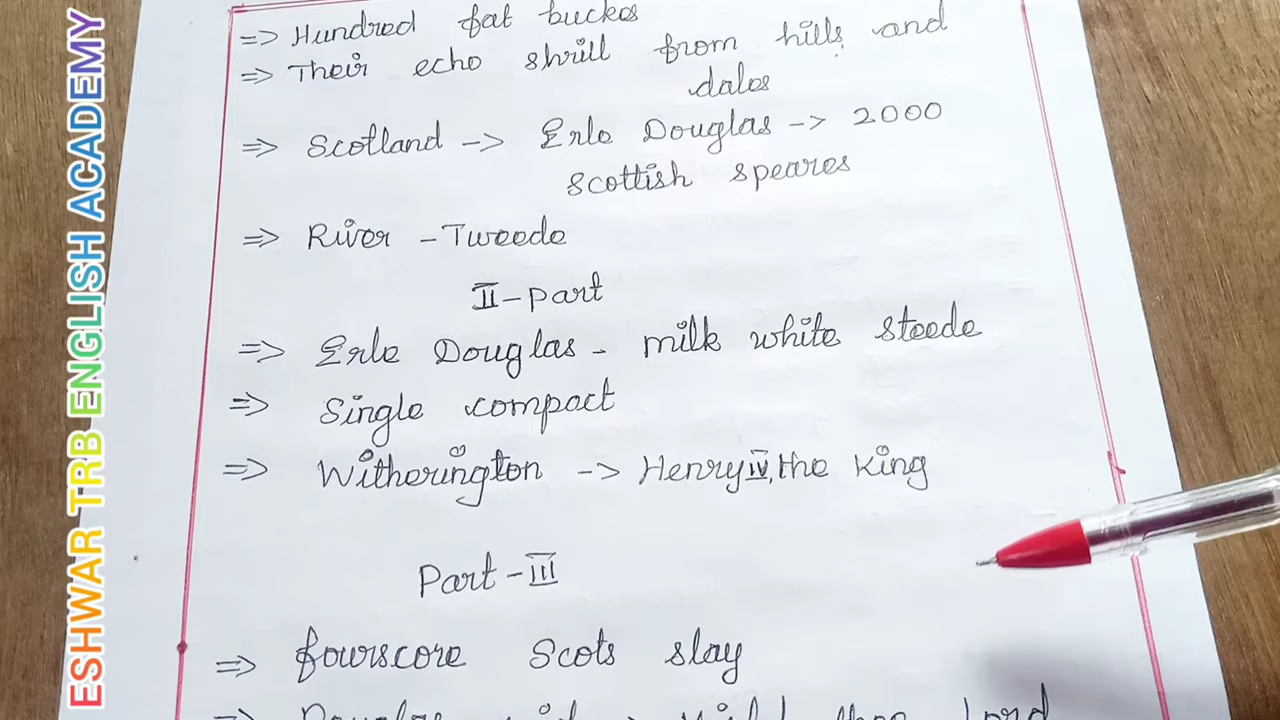 ESHWAR TRB ENGLISH ACADEMY
=> Hundred fat buckes
=> Their echo shrill from hills and
dales
=> Scotland -> Erle Douglas -> 2000
Scottish speares
=> River - Tweede
II - part
=> Erle Douglas - milk white steede
=> Single compact
=> Witherington -> Henry IV, the King
Part - III
=> fourscore Scots slay
=> Douglas Lord